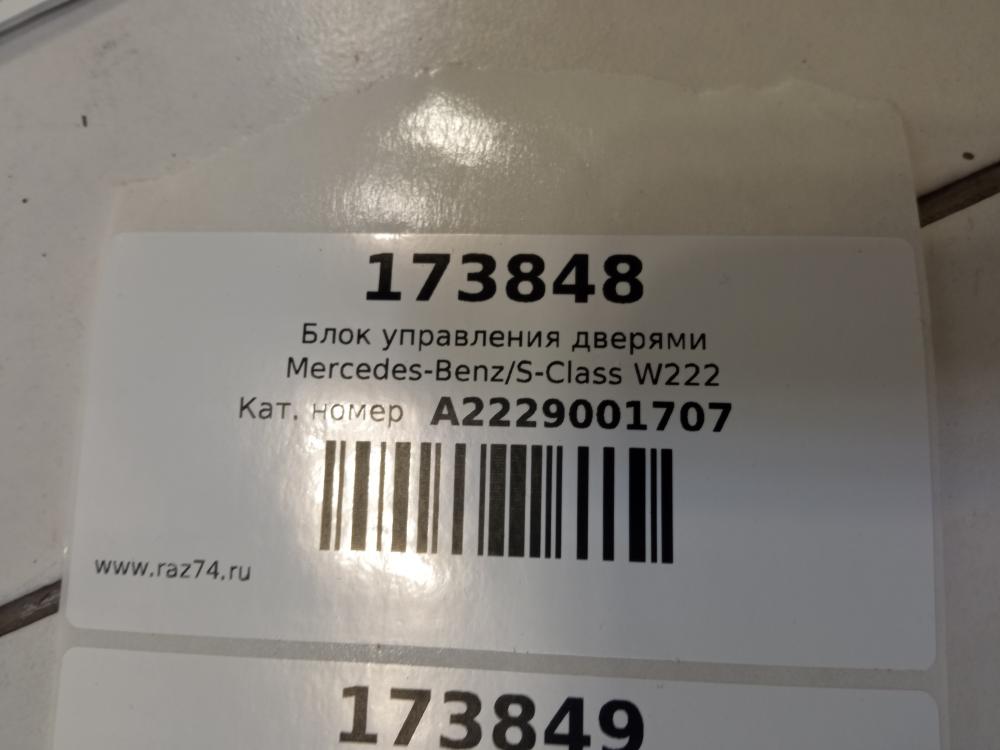 173848
Блок управления дверями
Mercedes-Benz/S-Class W222
Кат. номер A2229001707
www.raz74.ru
173849